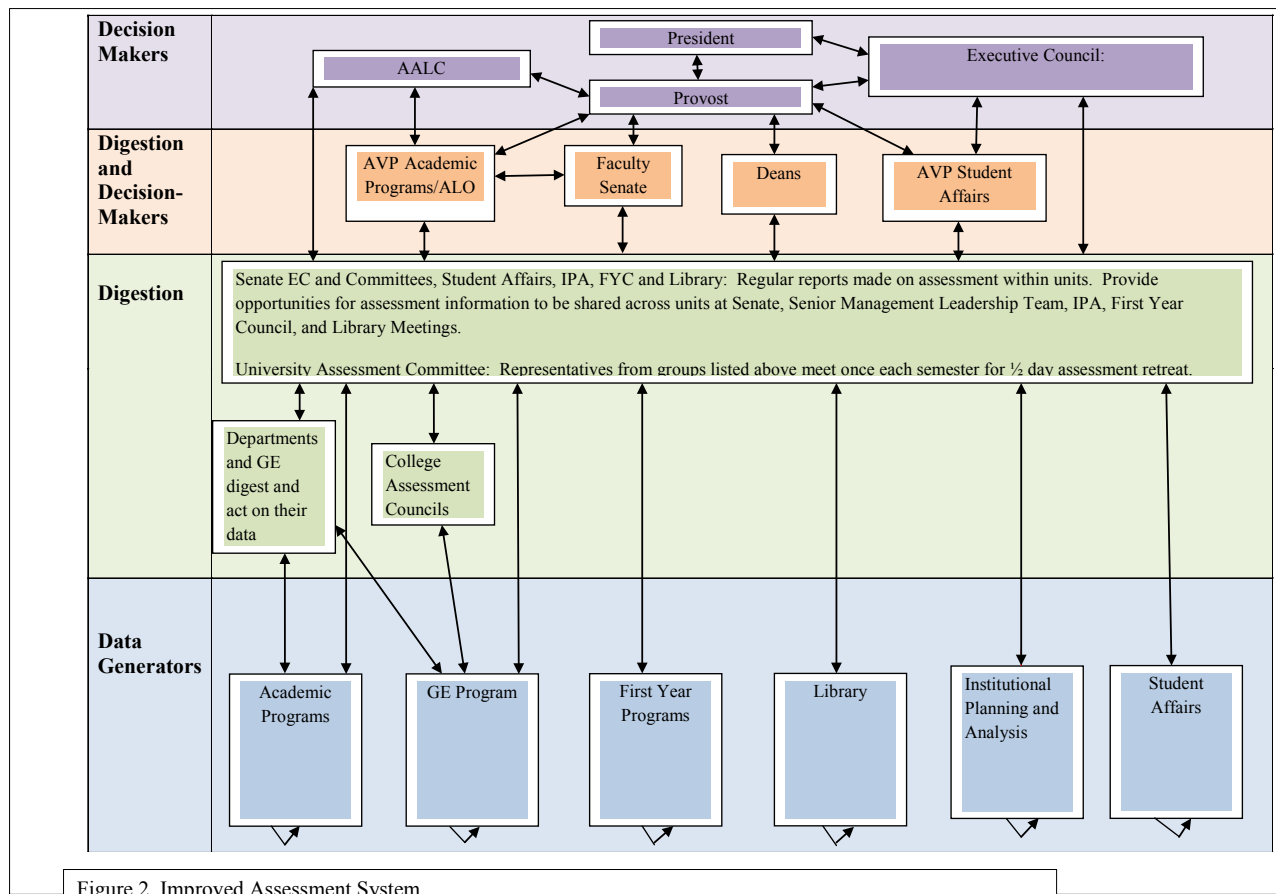 Decision
Makers
President
Executive Council:
AALC
Provost
Digestion
and
Decision-
Makers
AVP Academic
Programs/ALO
Faculty
Senate
Deans
AVP Student
Affairs
Digestion
Senate EC and Committees, Student Affairs, IPA, FYC and Library: Regular reports made on assessment within units. Provide
opportunities for assessment information to be shared across units at Senate, Senior Management Leadership Team, IPA, First Year
Council, and Library Meetings.
University Assessment Committee: Representatives from groups listed above meet once each semester for ½ day assessment retreat.
Departments
and GE
digest and
act on their
data
College
Assessment
Councils
Data
Generators
Academic
Programs
GE Program
First Year
Programs
Library
Institutional
Planning and
Analysis
Student
Affairs
Figure 2. Improved Assessment System